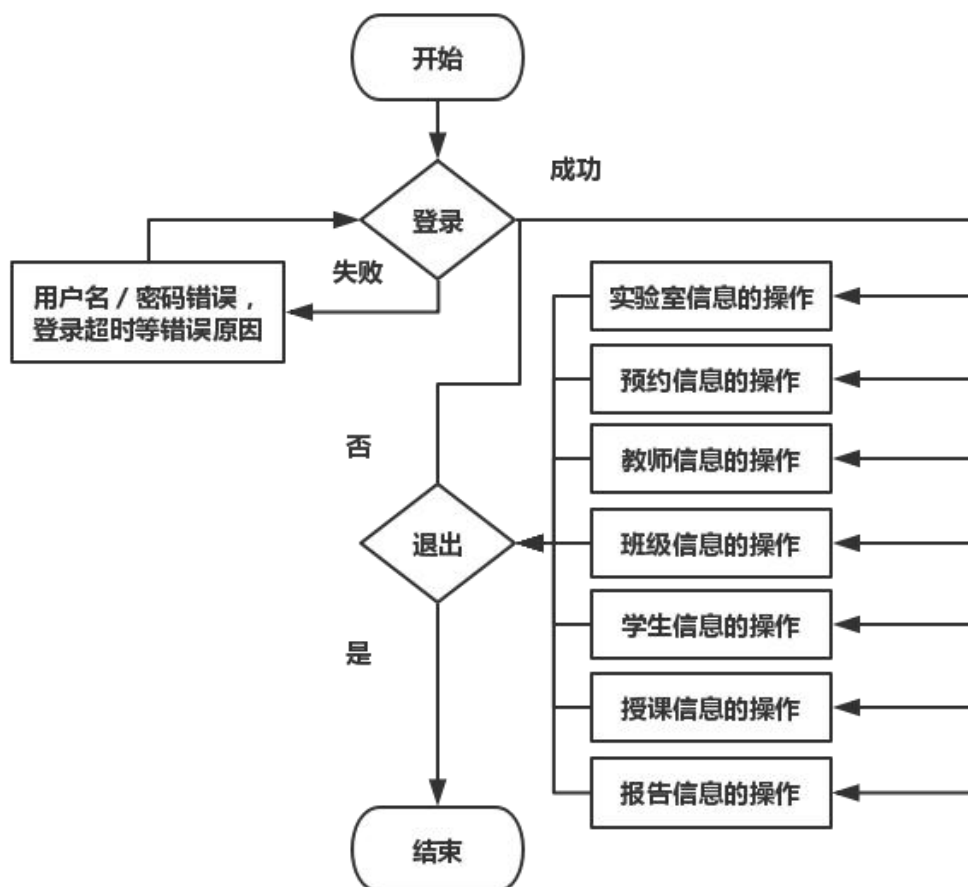 开始
成功
登录
失败
用户名 / 密码错误，
登录超时等错误原因
实验室信息的操作
预约信息的操作
否
教师信息的操作
退出
班级信息的操作
学生信息的操作
是
授课信息的操作
报告信息的操作
结束